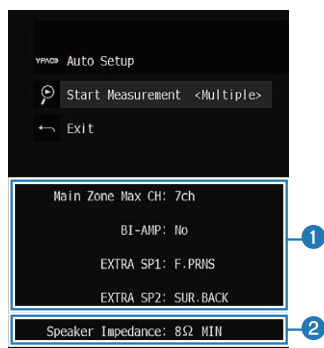 YPAO Auto Setup
Start Measurement <Multiple>
Exit
Main Zone Max CH: 7ch
1
BI-AMP: No
EXTRA SP1: F.PRNS
EXTRA SP2: SUR.BACK
Speaker Impedance: 8Ω MIN
2